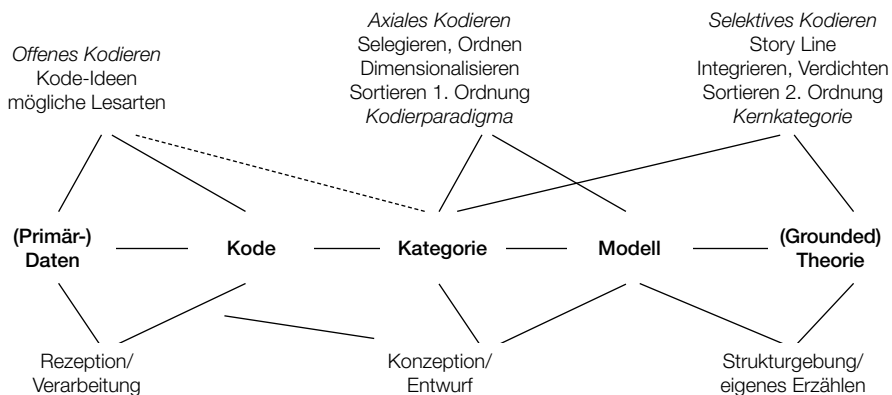 Offenes Kodieren
Kode-Ideen
mögliche Lesarten
Axiales Kodieren
Selegieren, Ordnen
Dimensionalisieren
Sortieren 1. Ordnung
Kodierparadigma
Selektives Kodieren
Story Line
Integrieren, Verdichten
Sortieren 2. Ordnung
Kernkategorie
(Primär-)
Daten
Kode
Kategorie
Modell
(Grounded)
Theorie
Rezeption/
Verarbeitung
Konzeption/
Entwurf
Strukturgebung/
eigenes Erzählen